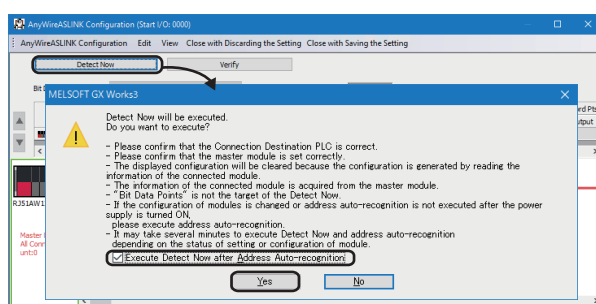 AnyWireASLINK Configuration (Start I/O: 0000)
AnyWireASLINK Configuration Edit View Close with Discarding the Setting Close with Saving the Setting
Detect Now Verify
MELSOFT GX Works3
Detect Now will be executed.
Do you want to execute?
- Please confirm that the Connection Destination PLC is correct.
- Please confirm that the master module is set correctly.
- The displayed configuration will be cleared because the configuration is generated by reading the
information of the connected module.
- The information of the connected module is acquired from the master module.
- "Bit Data Points" is not the target of the Detect Now.
- If the configuration of modules is changed or address auto-recognition is not executed after the power
supply is turned ON,
please execute address auto-recognition.
- It may take several minutes to execute Detect Now and address auto-recognition
depending on the status of setting or configuration of module.
Execute Detect Now after Address Auto-recognition
Yes No
RJ51AW1
Master
All Conn
unt:0